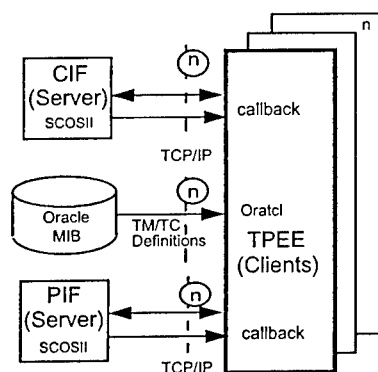 n
n
CIF
(Server)
SCOSII
callback
TCP/IP
n
Oracle
MIB
TM/TC
Definitions
Oratcl
TPEE
(Clients)
n
PIF
(Server)
SCOSII
callback
TCP/IP